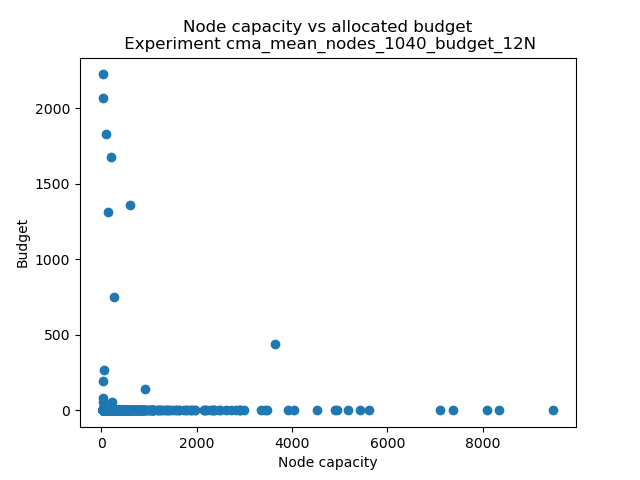 Node capacity vs allocated budget
Experiment cma_mean_nodes_1040_budget_12N
2000
1500
1000
500
0
Budget
0 2000 4000 6000 8000
Node capacity